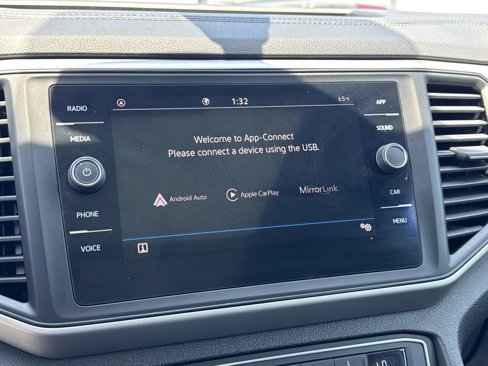 RADIO
MEDIA
PHONE
VOICE
1:32
65°F
Welcome to App-Connect
Please connect a device using the USB.
Android Auto
Apple CarPlay
MirrorLink
APP
SOUND
CAR
MENU
LO